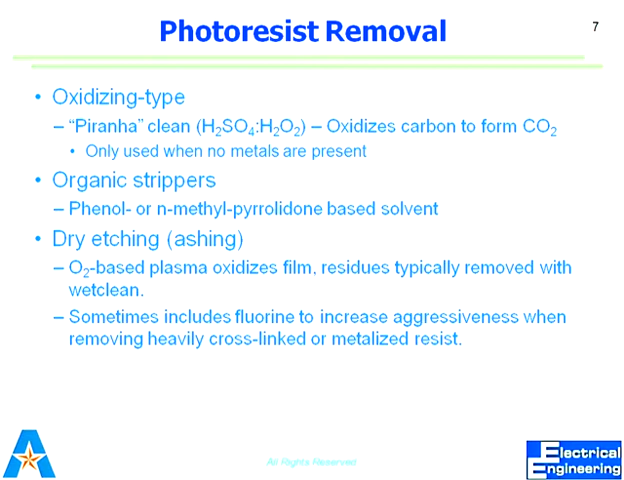 Photoresist Removal
7
• Oxidizing-type
– “Piranha” clean (H₂SO₄:H₂O₂) – Oxidizes carbon to form CO₂
• Only used when no metals are present
• Organic strippers
– Phenol- or n-methyl-pyrrolidone based solvent
• Dry etching (ashing)
– O₂-based plasma oxidizes film, residues typically removed with
wetclean.
– Sometimes includes fluorine to increase aggressiveness when
removing heavily cross-linked or metalized resist.
All Rights Reserved
Electrical
Engineering